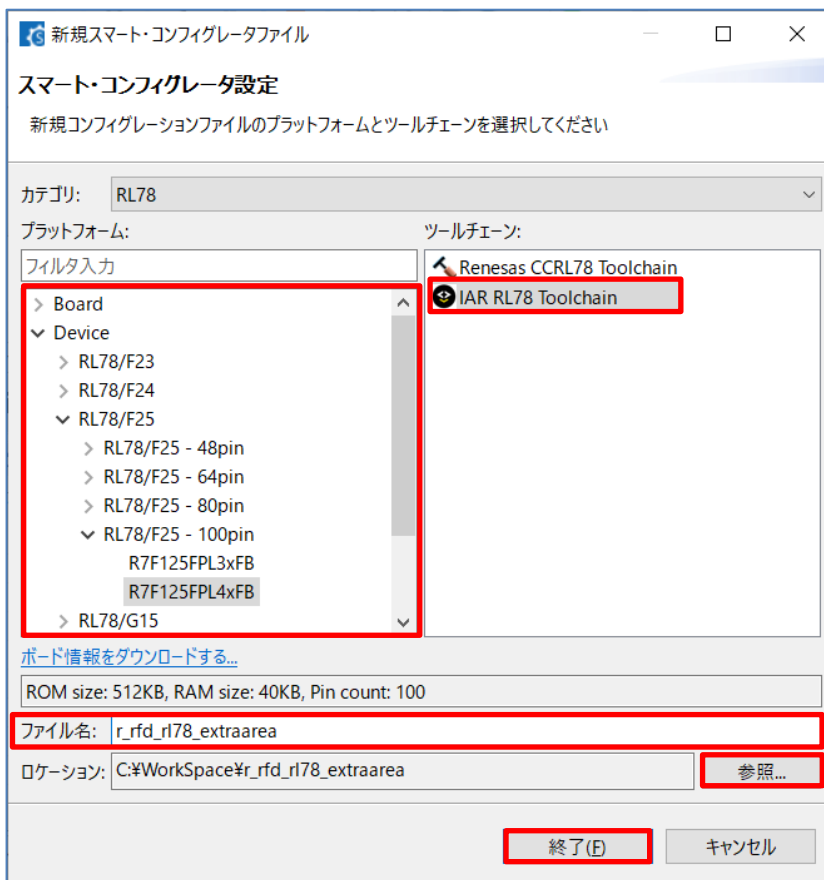 新規スマート・コンフィグレータファイル
スマート・コンフィグレータ設定
新規コンフィグレーションファイルのプラットフォームとツールチェーンを選択してください
カテゴリ: RL78
プラットフォーム:
フィルタ入力
Board
Device
RL78/F23
RL78/F24
RL78/F25
RL78/F25 - 48pin
RL78/F25 - 64pin
RL78/F25 - 80pin
RL78/F25 - 100pin
R7F125FPL3xFB
R7F125FPL4xFB
RL78/G15
ツールチェーン:
Renesas CCRL78 Toolchain
IAR RL78 Toolchain
ボード情報をダウンロードする...
ROM size: 512KB, RAM size: 40KB, Pin count: 100
ファイル名: r_rfd_rl78_extraarea
ロケーション: C:¥WorkSpace¥r_rfd_rl78_extraarea 参照...
終了(F) キャンセル